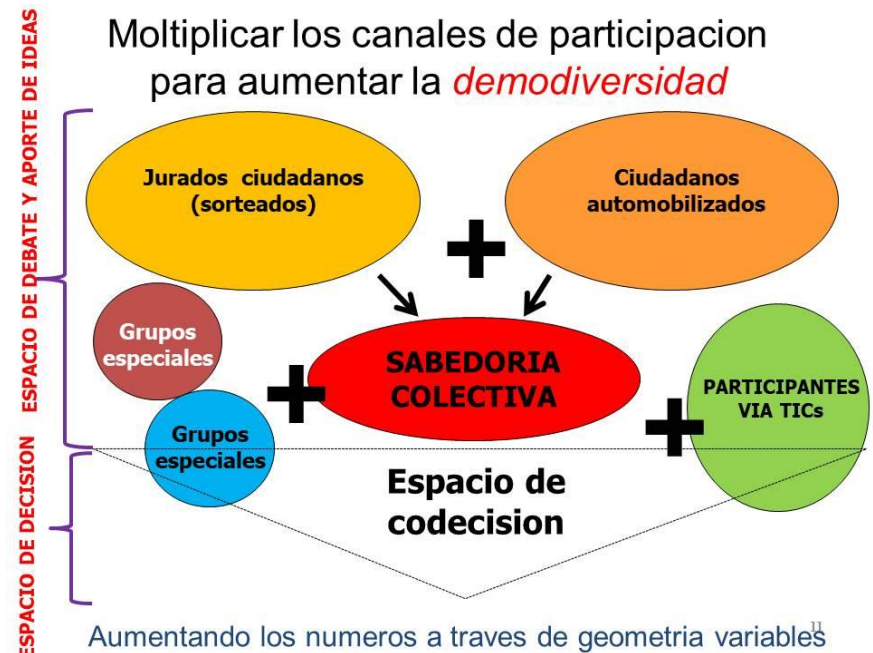 Moltiplicar los canales de participacion
para aumentar la demodiversidad
ESPACIO DE DEBATE Y APORTE DE IDEAS
Jurados ciudadanos
(sorteados)
Ciudadanos
automobilizados
Grupos
especiales
SABEDORIA
COLECTIVA
PARTICIPANTES
VIA TICs
Grupos
especiales
ESPACIO DE DECISION
Espacio de
codecision
Aumentando los numeros a traves de geometria variables
11